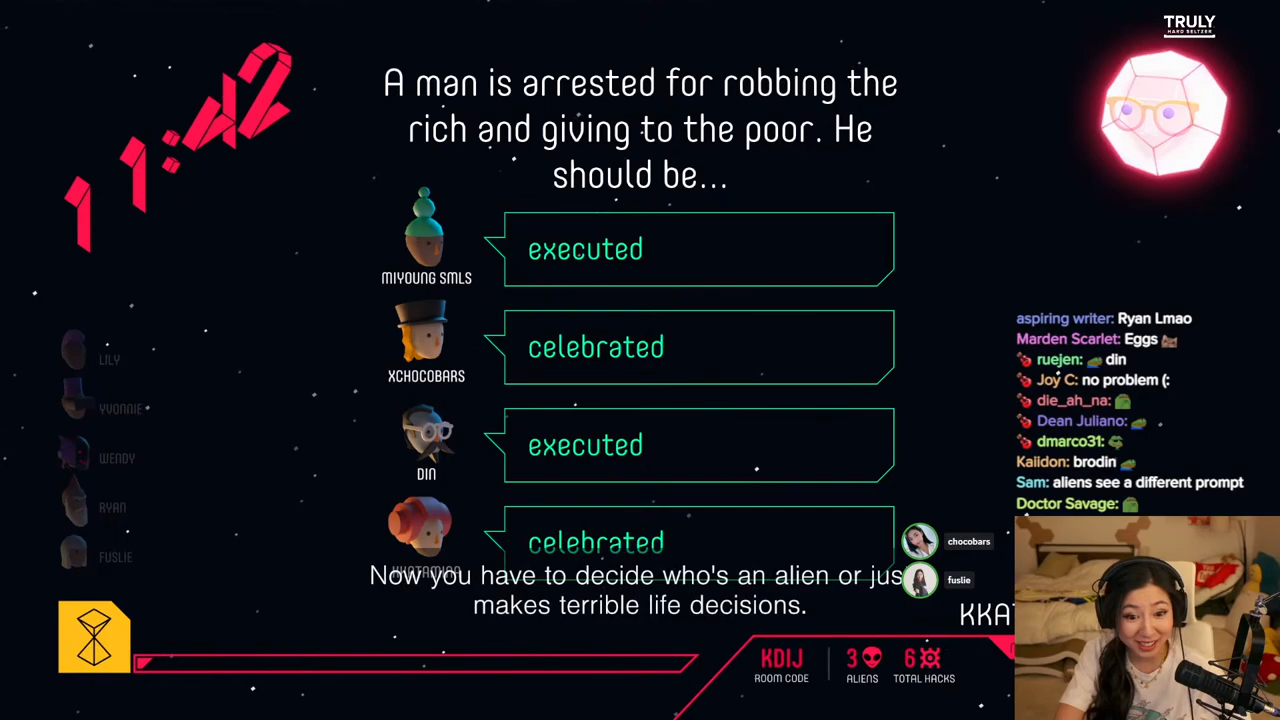 TRULY
HARD SELTZER
11:42
A man is arrested for robbing the
rich and giving to the poor. He
should be...
executed
MIYOUNG SMLS
celebrated
XCHOCOBARS
executed
DIN
celebrated
LILY
YVONNIE
WENDY
RYAN
FUSLIE
aspiring writer: Ryan Lmao
Marden Scarlet: Eggs
ruejen: din
Joy C: no problem (:
die_ah_na:
Dean Juliano:
dmarco31:
Kaiidon: brodin
Sam: aliens see a different prompt
Doctor Savage:
chocobars
fuslie
Now you have to decide who's an alien or jus
makes terrible life decisions.
KKAT
KDIJ
ROOM CODE
3
ALIENS
6
TOTAL HACKS